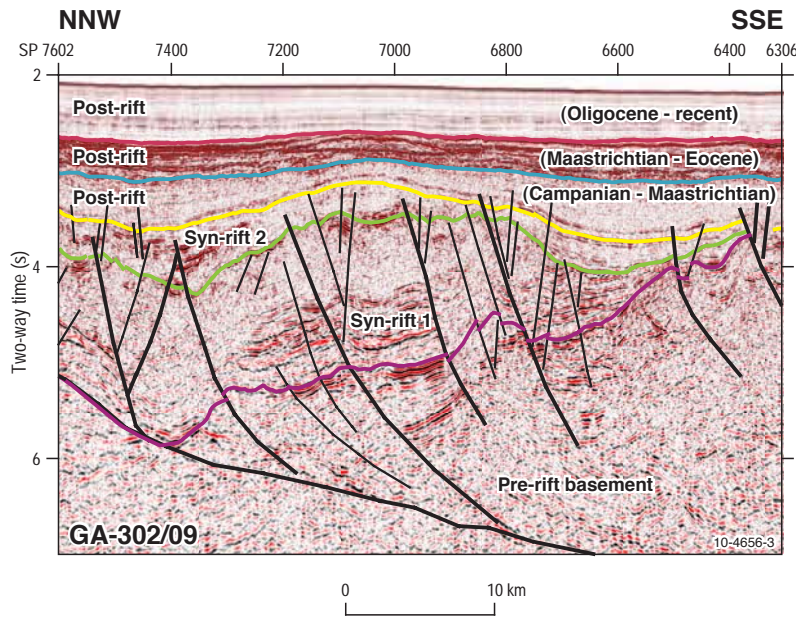 NNW SSE
SP 7602 7400 7200 7000 6800 6600 6400 6306
2
Post-rift (Oligocene - recent)
Post-rift (Maastrichtian - Eocene)
Post-rift (Campanian - Maastrichtian)
Syn-rift 2
4
Syn-rift 1
Two-way time (s)
6
Pre-rift basement
GA-302/09 10-4656-3
0 10 km